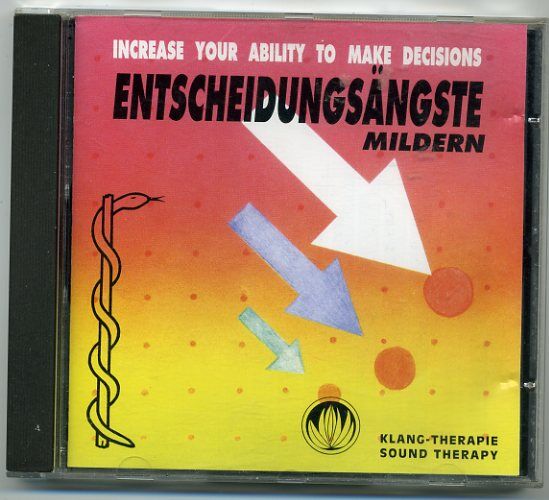 INCREASE YOUR ABILITY TO MAKE DECISIONS
ENTSCHEIDUNGSÄNGSTE
MILDERN
KLANG-THERAPIE
SOUND THERAPY